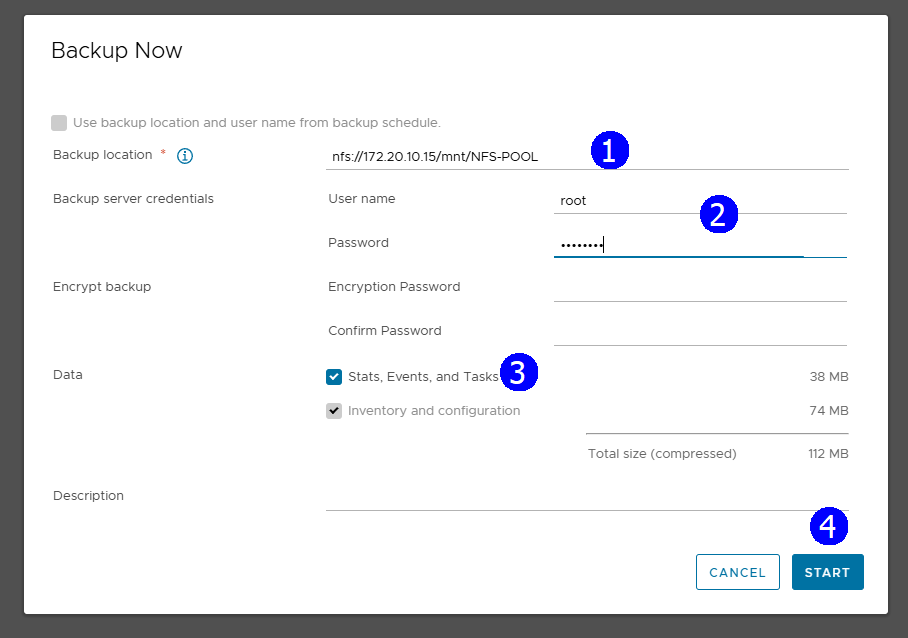 Backup Now
Use backup location and user name from backup schedule.
Backup location * nfs://172.20.10.15/mnt/NFS-POOL 1
Backup server credentials User name root 2
Password ••••••••
Encrypt backup Encryption Password
Confirm Password
Data Stats, Events, and Tasks 3 38 MB
Inventory and configuration 74 MB
Total size (compressed) 112 MB
Description
4
CANCEL START